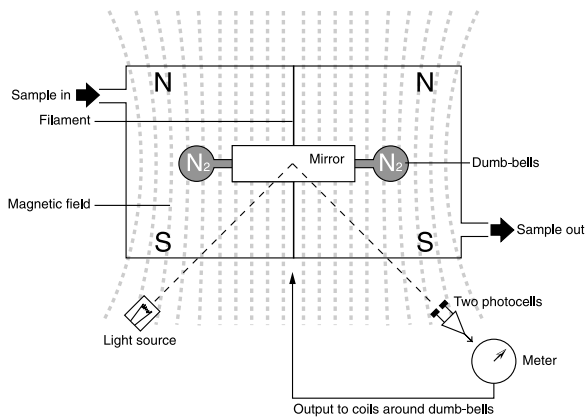 N
N
Sample in
Filament
N2
Mirror
N2
Dumb-bells
Magnetic field
S
S
Sample out
Two photocells
Light source
Meter
Output to coils around dumb-bells